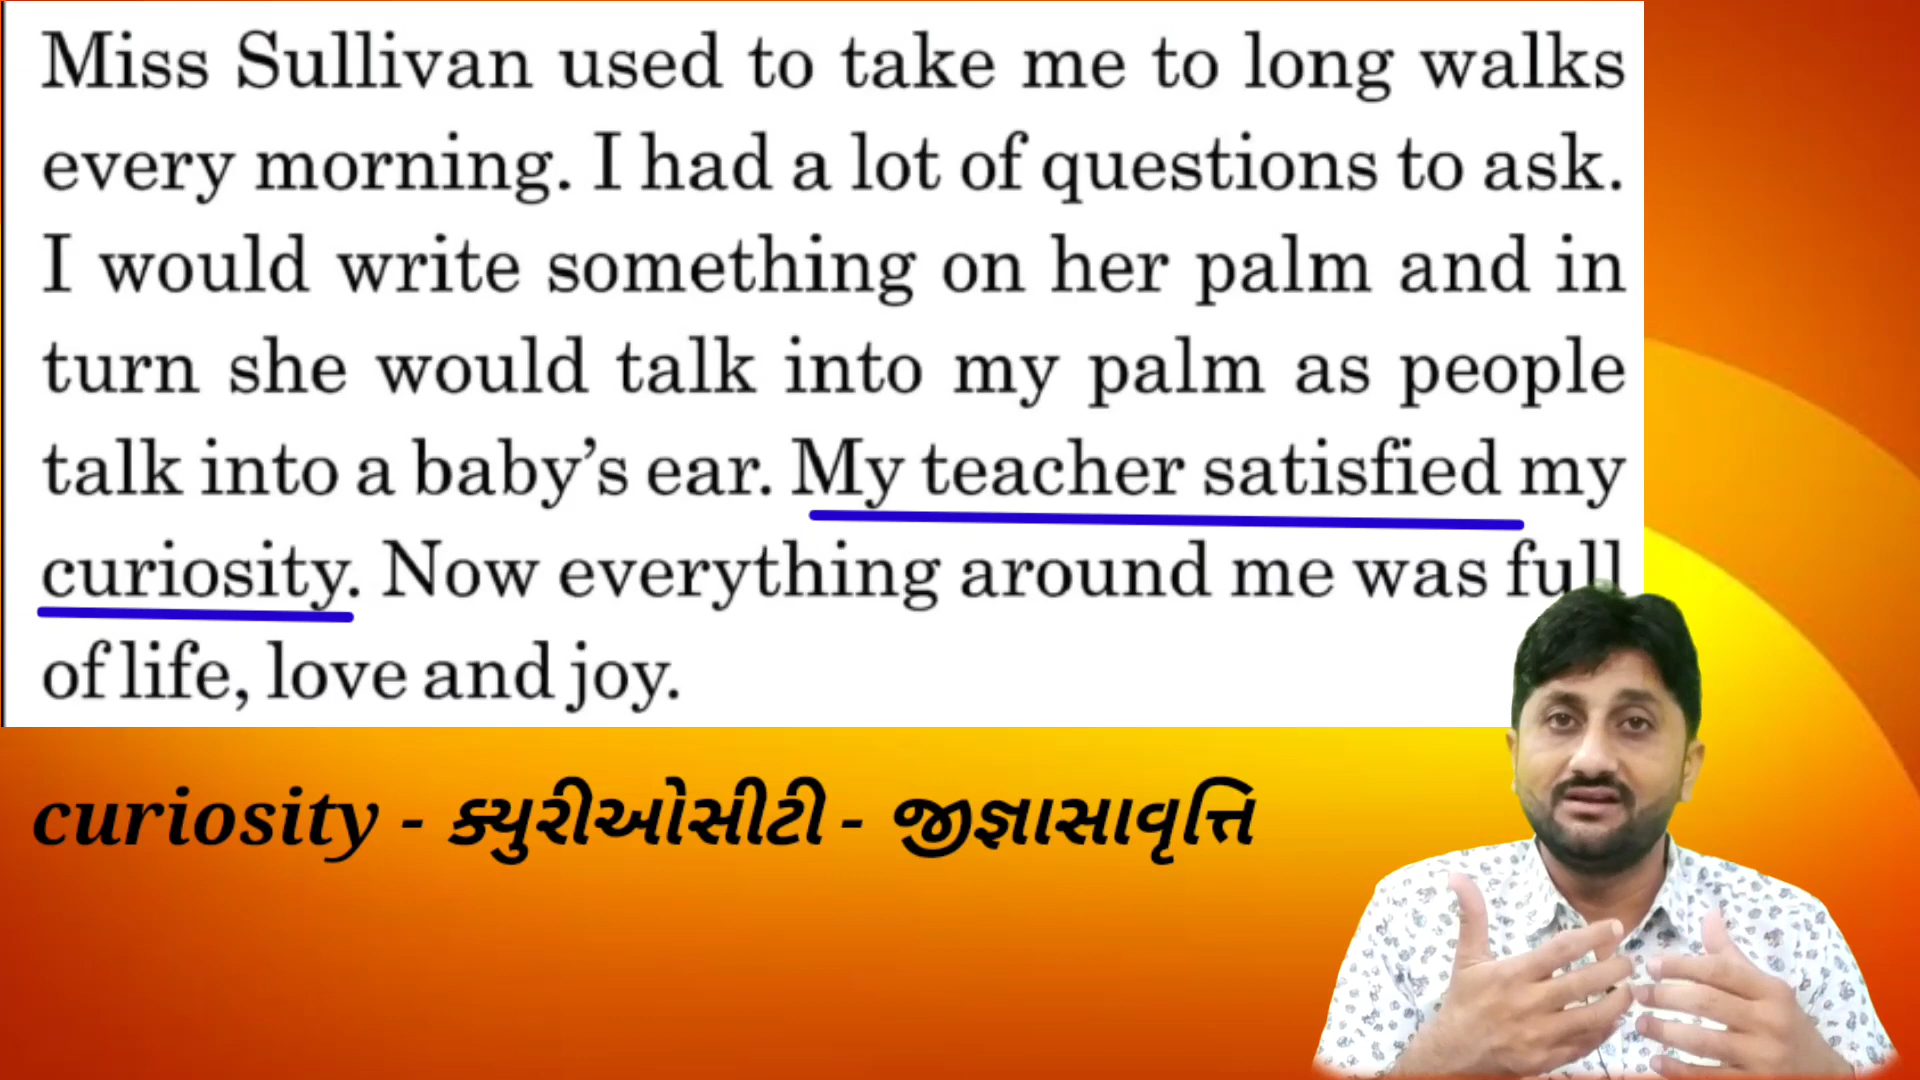 Miss Sullivan used to take me to long walks
every morning. I had a lot of questions to ask.
I would write something on her palm and in
turn she would talk into my palm as people
talk into a baby’s ear. My teacher satisfied my
curiosity. Now everything around me was full
of life, love and joy.
curiosity - ક્યુરીઓસીટી - જીજ્ઞાસાવૃત્તિ